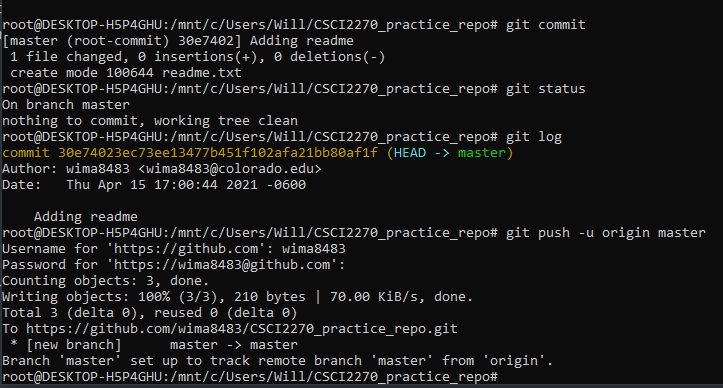 root@DESKTOP-H5P4GHU:/mnt/c/Users/Will/CSCI2270_practice_repo# git commit
[master (root-commit) 30e7402] Adding readme
 1 file changed, 0 insertions(+), 0 deletions(-)
 create mode 100644 readme.txt
root@DESKTOP-H5P4GHU:/mnt/c/Users/Will/CSCI2270_practice_repo# git status
On branch master
nothing to commit, working tree clean
root@DESKTOP-H5P4GHU:/mnt/c/Users/Will/CSCI2270_practice_repo# git log
commit 30e74023ec73ee13477b451f102afa21bb80af1f (HEAD -> master)
Author: wima8483 <wima8483@colorado.edu>
Date:   Thu Apr 15 17:00:44 2021 -0600

    Adding readme
root@DESKTOP-H5P4GHU:/mnt/c/Users/Will/CSCI2270_practice_repo# git push -u origin master
Username for 'https://github.com': wima8483
Password for 'https://wima8483@github.com':
Counting objects: 3, done.
Writing objects: 100% (3/3), 210 bytes | 70.00 KiB/s, done.
Total 3 (delta 0), reused 0 (delta 0)
To https://github.com/wima8483/CSCI2270_practice_repo.git
 * [new branch]      master -> master
Branch 'master' set up to track remote branch 'master' from 'origin'.
root@DESKTOP-H5P4GHU:/mnt/c/Users/Will/CSCI2270_practice_repo#